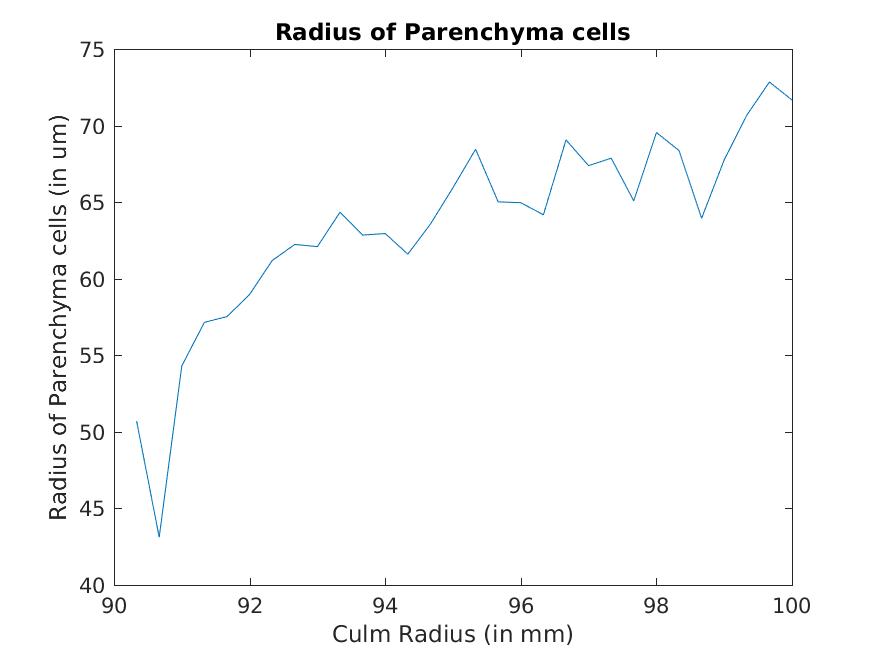 Radius of Parenchyma cells
75
70
65
60
55
50
45
40
Radius of Parenchyma cells (in um)
90 92 94 96 98 100
Culm Radius (in mm)